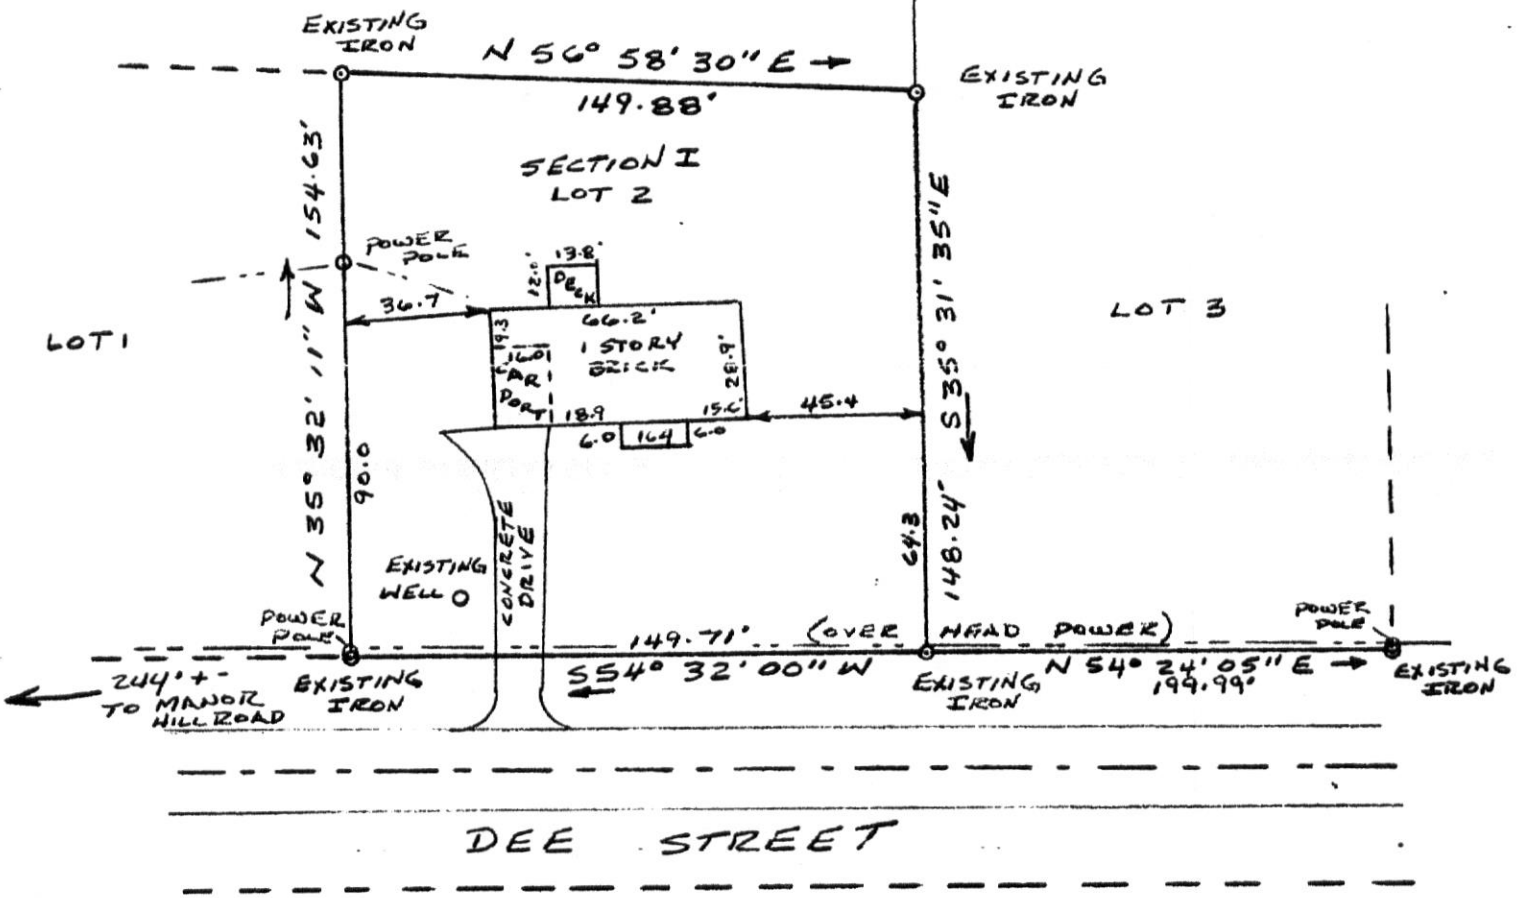 EXISTING
IRON
N 56° 58' 30" E
149.88'
EXISTING
IRON
SECTION I
LOT 2
N 35° 32' 11" W 154.63'
POWER
POLE
13.8'
12.0'
DECK
36.7
66.2'
19.3
16.0
1 STORY
BRICK
28.9'
CAR
PORT
18.9
6.0
16.4
6.0
45.4
LOT 1
LOT 3
S 35° 31' 35" E
148.24'
90.0
64.3
EXISTING
WELL
CONCRETE
DRIVE
POWER
POLE
149.71'
(OVER HEAD POWER)
S54° 32' 00" W
POWER
POLE
N 54° 24' 05" E
199.99'
244' + -
TO MANOR
HILL ROAD
EXISTING
IRON
EXISTING
IRON
EXISTING
IRON
DEE STREET